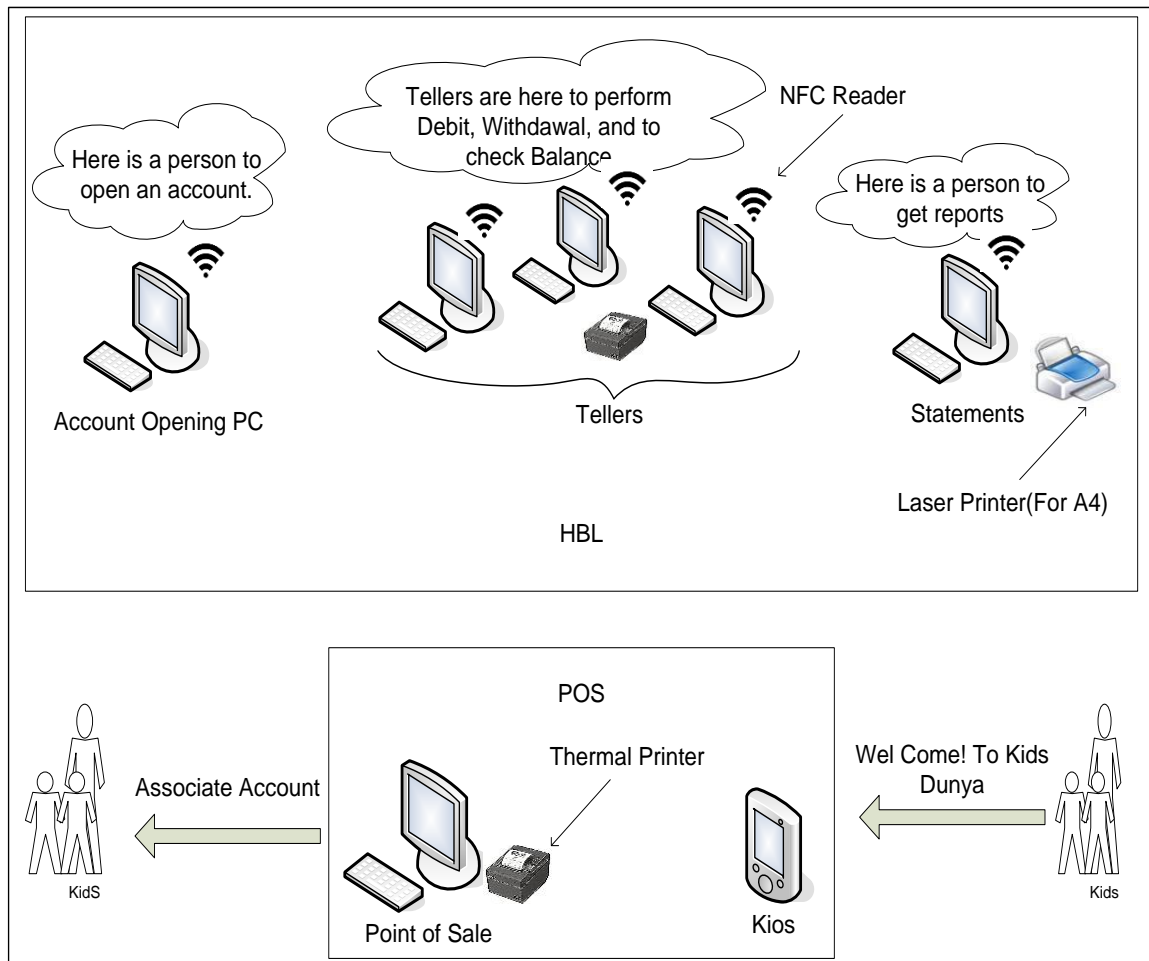 Tellers are here to perform
Debit, Withdawal, and to
check Balance
NFC Reader
Here is a person to
open an account.
Here is a person to
get reports
Account Opening PC
Tellers
Statements
Laser Printer(For A4)
HBL
POS
Thermal Printer
Wel Come! To Kids
Dunya
Associate Account
KidS
Point of Sale
Kios
Kids